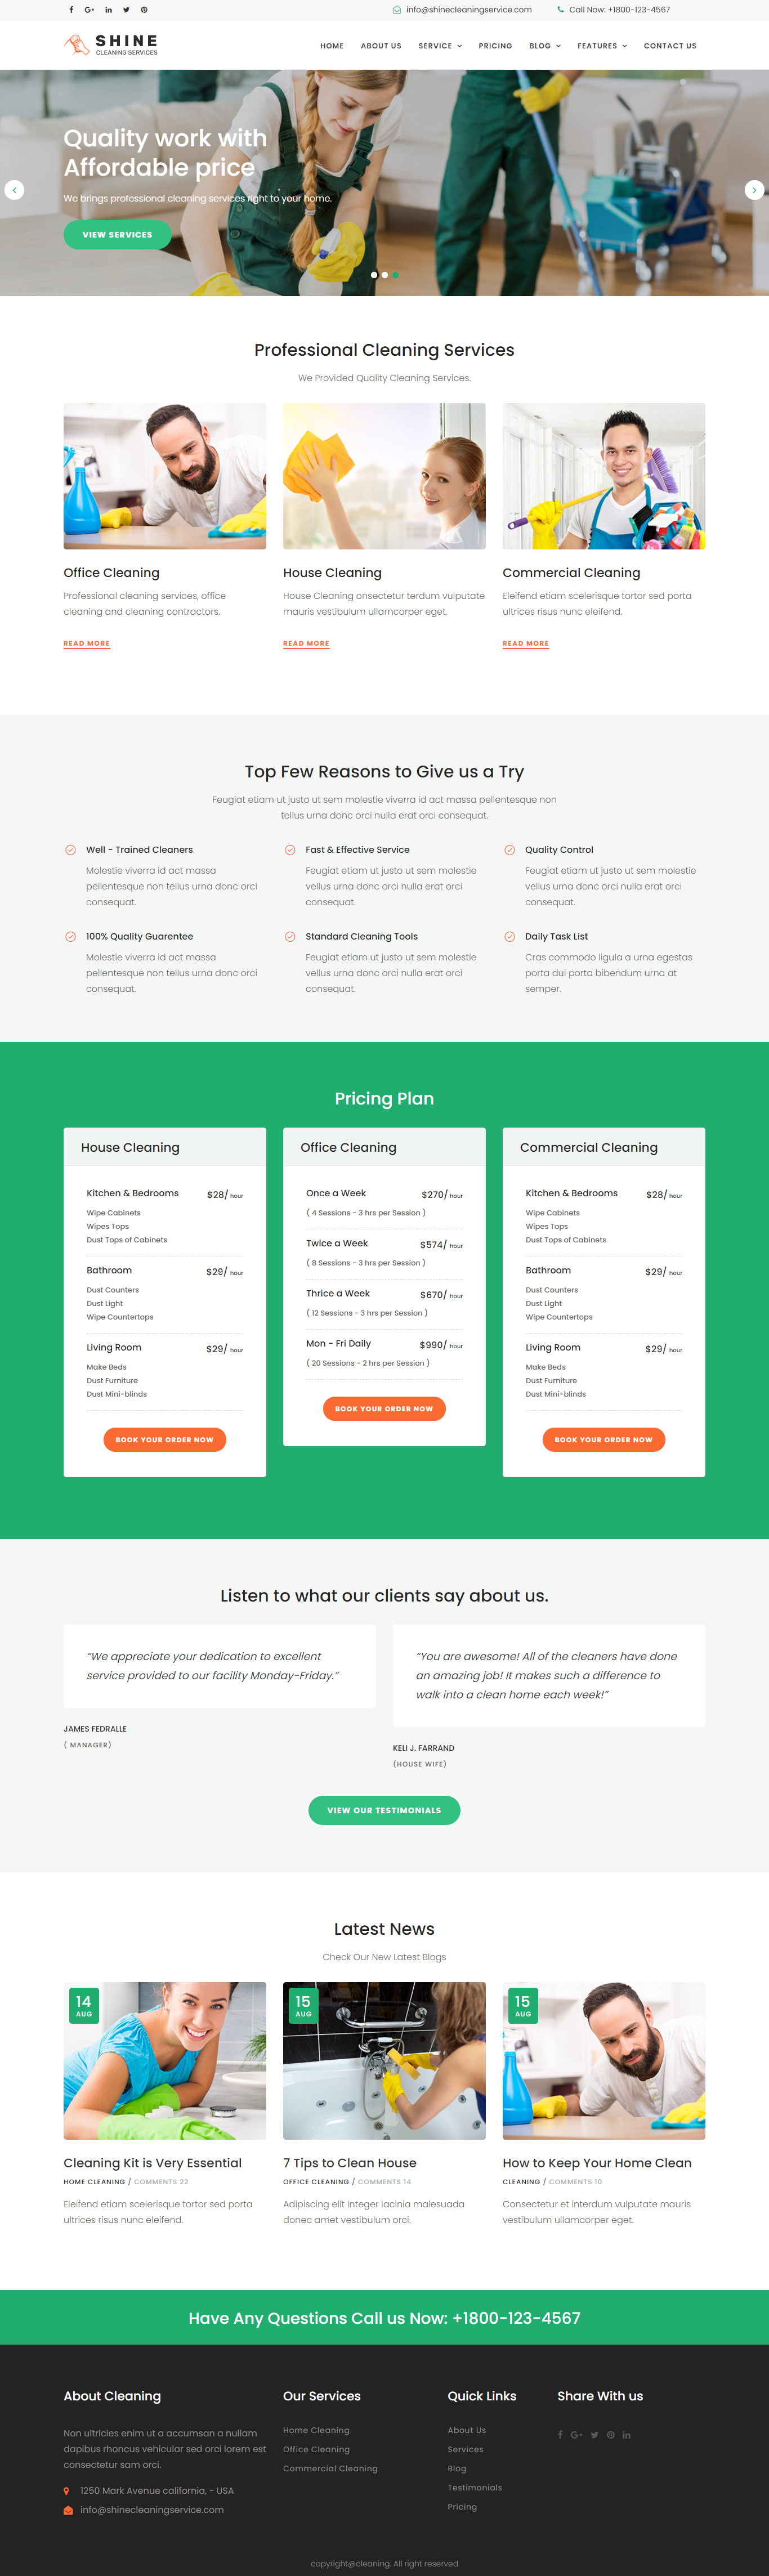 info@shinecleaningservice.com
Call Now: +1800-123-4567
SHINE
CLEANING SERVICES
HOME
ABOUT US
SERVICE
PRICING
BLOG
FEATURES
CONTACT US
Quality work with
Affordable price
We brings professional cleaning services right to your home.
VIEW SERVICES
Professional Cleaning Services
We Provided Quality Cleaning Services.
Office Cleaning
Professional cleaning services, office
cleaning and cleaning contractors.
READ MORE
House Cleaning
House Cleaning onsectetur terdum vulputate
mauris vestibulum ullamcorper eget.
READ MORE
Commercial Cleaning
Eleifend etiam scelerisque tortor sed porta
ultrices risus nunc eleifend.
READ MORE
Top Few Reasons to Give us a Try
Feugiat etiam ut justo ut sem molestie viverra id act massa pellentesque non
tellus urna donc orci nulla erat orci consequat.
Well - Trained Cleaners
Molestie viverra id act massa
pellentesque non tellus urna donc orci
consequat.
Fast & Effective Service
Feugiat etiam ut justo ut sem molestie
vellus urna donc orci nulla erat orci
consequat.
Quality Control
Feugiat etiam ut justo ut sem molestie
vellus urna donc orci nulla erat orci
consequat.
100% Quality Guarentee
Molestie viverra id act massa
pellentesque non tellus urna donc orci
consequat.
Standard Cleaning Tools
Feugiat etiam ut justo ut sem molestie
vellus urna donc orci nulla erat orci
consequat.
Daily Task List
Cras commodo ligula a urna egestas
porta dui porta bibendum urna at
semper.
Pricing Plan
House Cleaning
Kitchen & Bedrooms
$28/ hour
Wipe Cabinets
Wipes Tops
Dust Tops of Cabinets
Bathroom
$29/ hour
Dust Counters
Dust Light
Wipe Countertops
Living Room
$29/ hour
Make Beds
Dust Furniture
Dust Mini-blinds
BOOK YOUR ORDER NOW
Office Cleaning
Once a Week
$270/ hour
( 4 Sessions - 3 hrs per Session )
Twice a Week
$574/ hour
( 8 Sessions - 3 hrs per Session )
Thrice a Week
$670/ hour
( 12 Sessions - 3 hrs per Session )
Mon - Fri Daily
$990/ hour
( 20 Sessions - 2 hrs per Session )
BOOK YOUR ORDER NOW
Commercial Cleaning
Kitchen & Bedrooms
$28/ hour
Wipe Cabinets
Wipes Tops
Dust Tops of Cabinets
Bathroom
$29/ hour
Dust Counters
Dust Light
Wipe Countertops
Living Room
$29/ hour
Make Beds
Dust Furniture
Dust Mini-blinds
BOOK YOUR ORDER NOW
Listen to what our clients say about us.
“We appreciate your dedication to excellent
service provided to our facility Monday-Friday.”
JAMES FEDRALLE
( MANAGER)
“You are awesome! All of the cleaners have done
an amazing job! It makes such a difference to
walk into a clean home each week!”
KELI J. FARRAND
(HOUSE WIFE)
VIEW OUR TESTIMONIALS
Latest News
Check Our New Latest Blogs
14
AUG
Cleaning Kit is Very Essential
HOME CLEANING / COMMENTS 22
Eleifend etiam scelerisque tortor sed porta
ultrices risus nunc eleifend.
15
AUG
7 Tips to Clean House
OFFICE CLEANING / COMMENTS 14
Adipiscing elit Integer lacinia malesuada
donec amet vestibulum orci.
15
AUG
How to Keep Your Home Clean
CLEANING / COMMENTS 10
Consectetur et interdum vulputate mauris
vestibulum ullamcorper eget.
Have Any Questions Call us Now: +1800-123-4567
About Cleaning
Non ultricies enim ut a accumsan a nullam
dapibus rhoncus vehicular sed orci lorem est
consectetur sam orci.
1250 Mark Avenue california, - USA
info@shinecleaningservice.com
Our Services
Home Cleaning
Office Cleaning
Commercial Cleaning
Quick Links
About Us
Services
Blog
Testimonials
Pricing
Share With us
copyright@cleaning. All right reserved